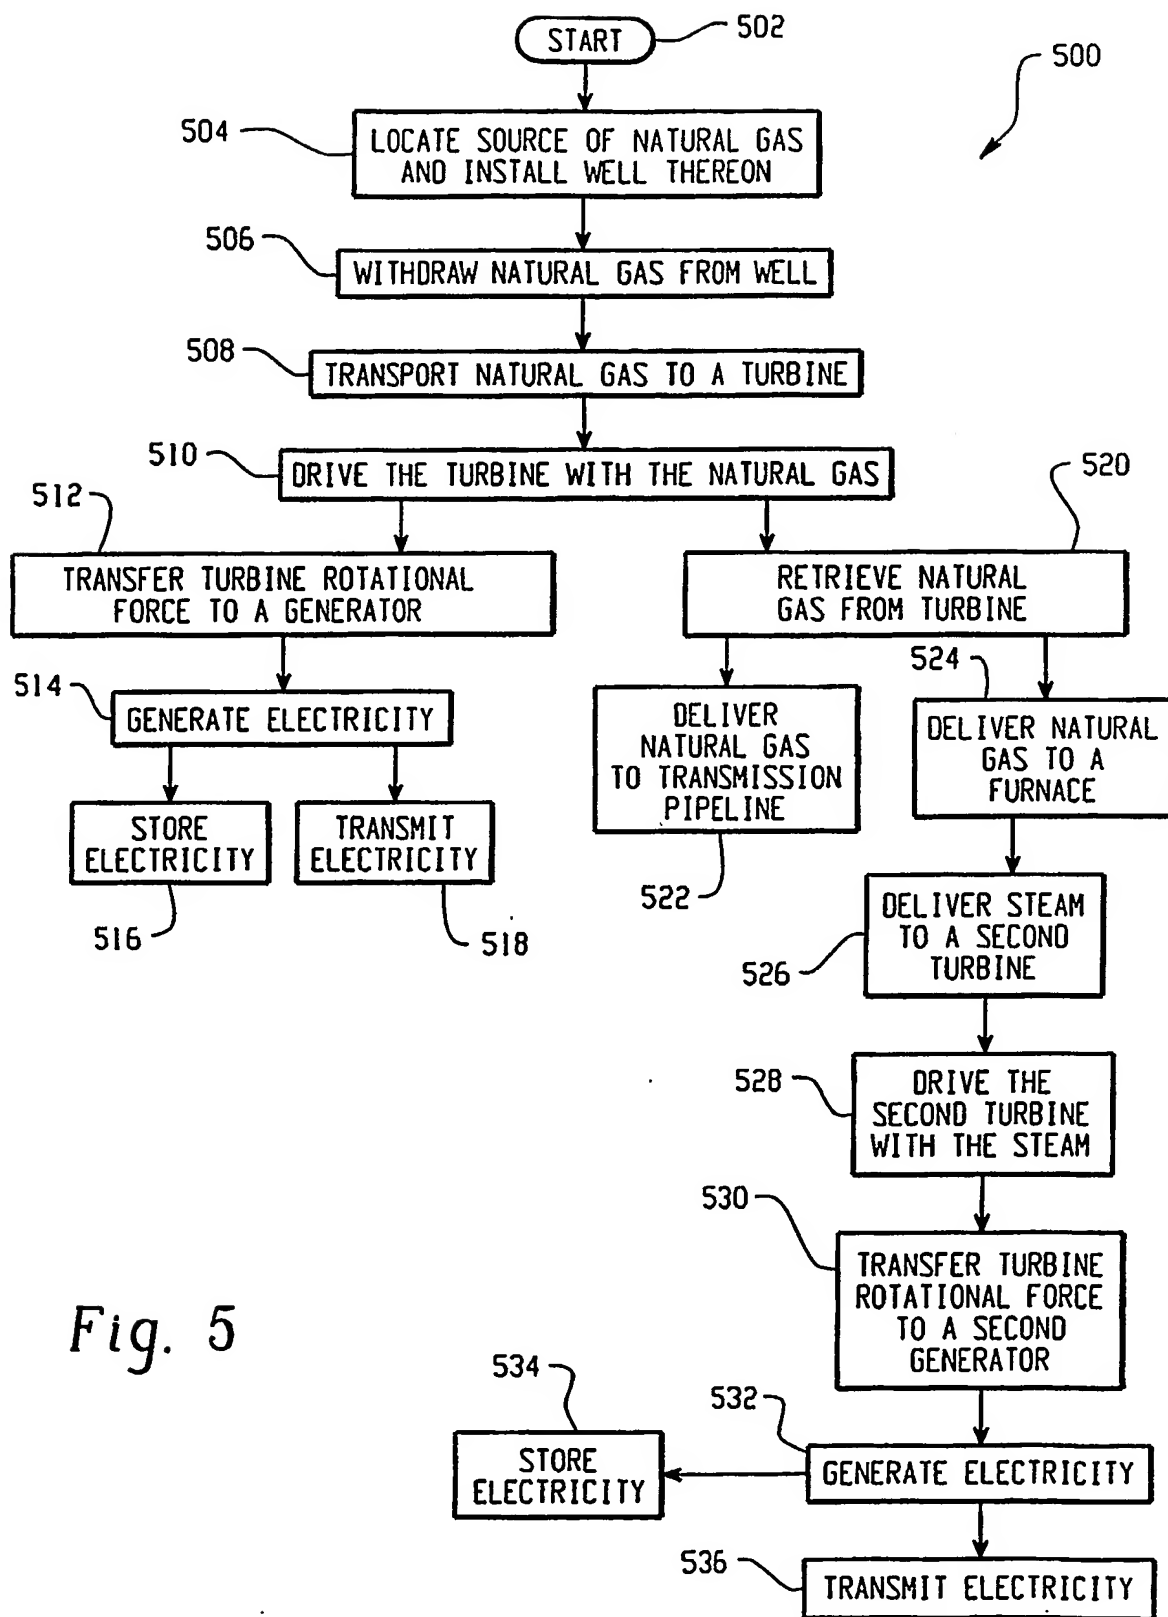 502
START
500
504
LOCATE SOURCE OF NATURAL GAS
AND INSTALL WELL THEREON
506
WITHDRAW NATURAL GAS FROM WELL
508
TRANSPORT NATURAL GAS TO A TURBINE
510
DRIVE THE TURBINE WITH THE NATURAL GAS
520
512
TRANSFER TURBINE ROTATIONAL
FORCE TO A GENERATOR
RETRIEVE NATURAL
GAS FROM TURBINE
514
GENERATE ELECTRICITY
524
DELIVER
NATURAL GAS
TO TRANSMISSION
PIPELINE
DELIVER NATURAL
GAS TO A
FURNACE
STORE
ELECTRICITY
TRANSMIT
ELECTRICITY
516
518
522
DELIVER STEAM
TO A SECOND
TURBINE
526
528
DRIVE THE
SECOND TURBINE
WITH THE STEAM
530
TRANSFER TURBINE
ROTATIONAL FORCE
TO A SECOND
GENERATOR
Fig. 5
534
532
STORE
ELECTRICITY
GENERATE ELECTRICITY
536
TRANSMIT ELECTRICITY